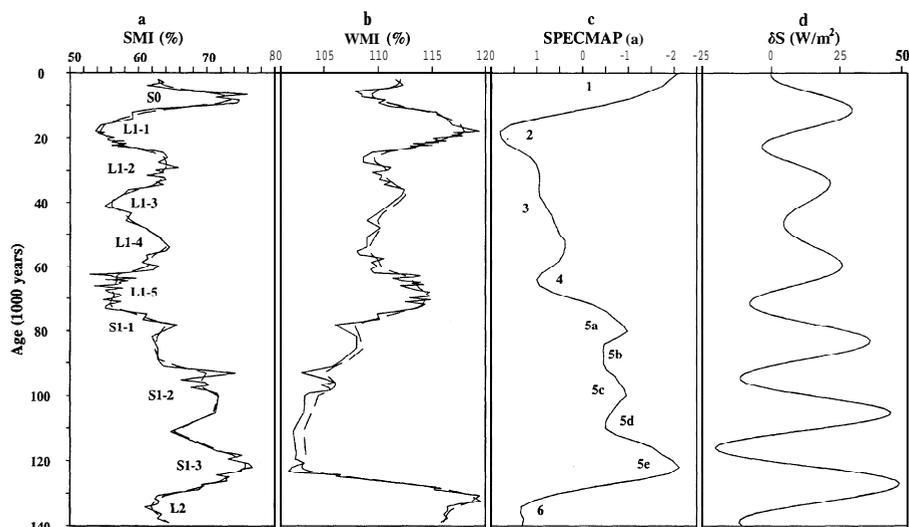 a b c d
SMI (%) WMI (%) SPECMAP (a) δS (W/m²)
50 70 80 105 110 115 120 1 0 -1 -2 -25 0 50
0
S0
1
L1-1
2
20
L1-2
L1-3
3
40
L1-4
60
4
L1-5
S1-1
5a
80
5b
S1-2
5c
100
5d
S1-3
5e
120
L2
6
140
Age (1000 years)